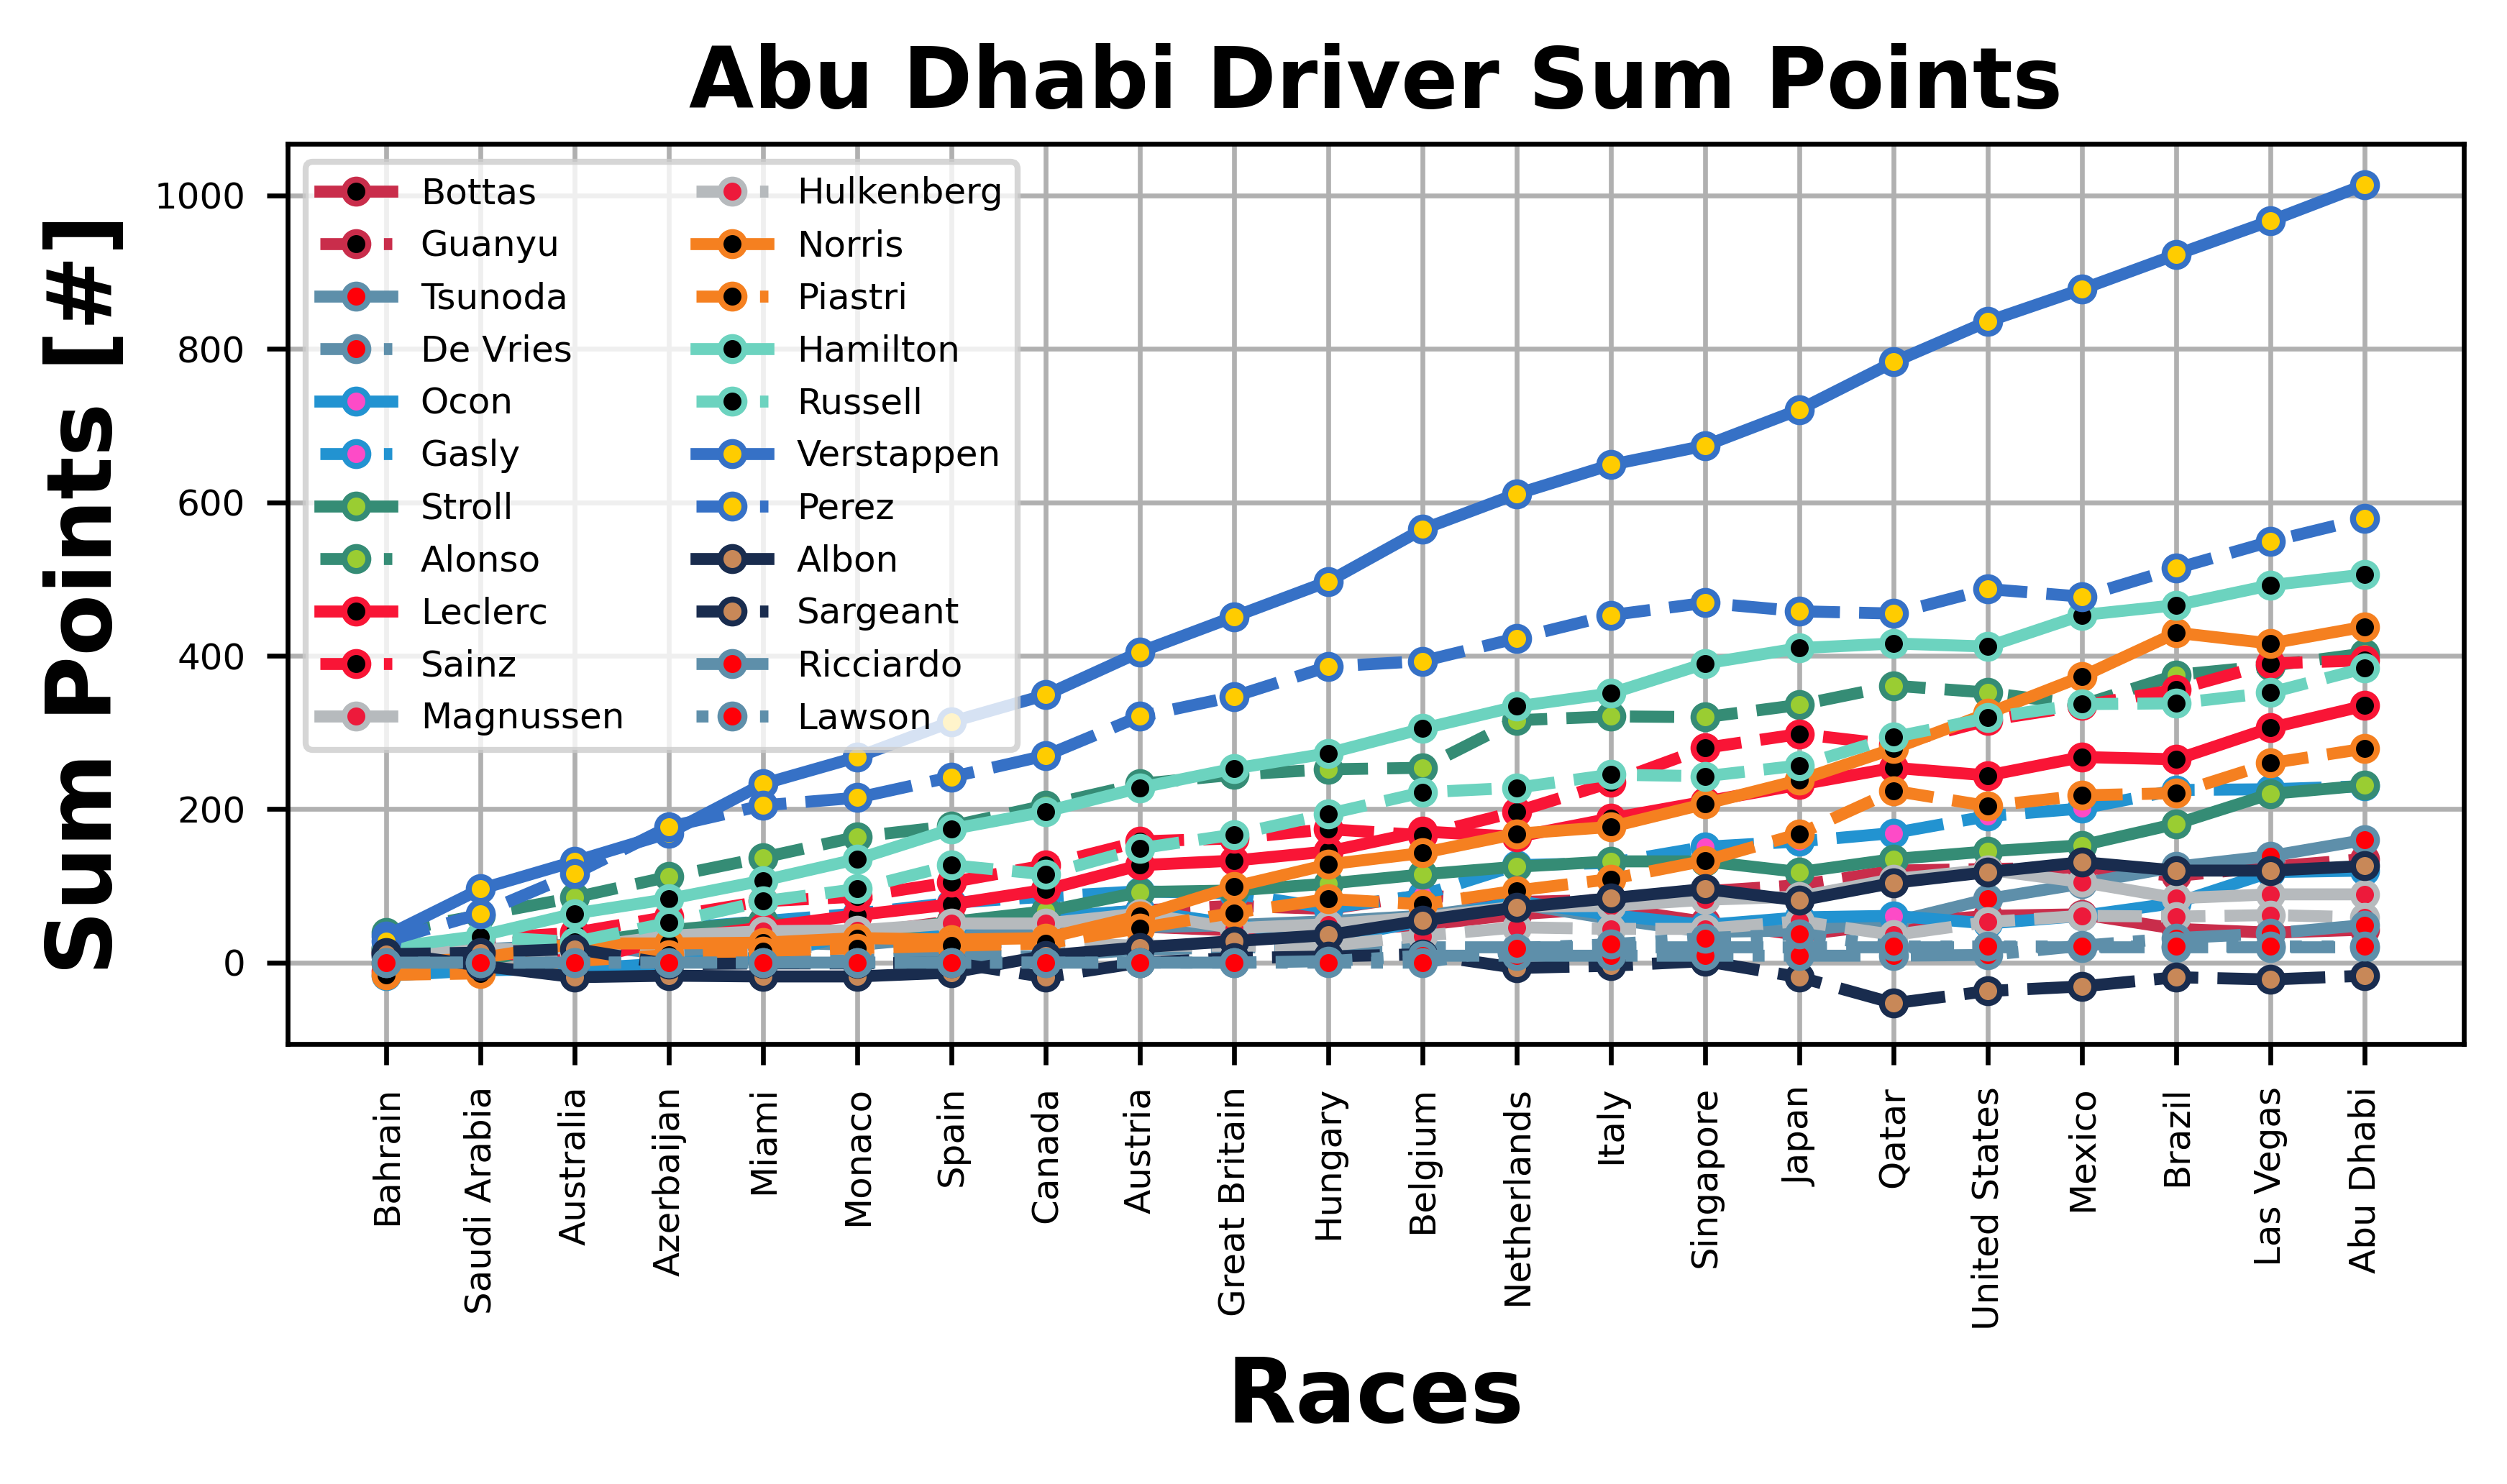 Abu Dhabi Driver Sum Points
Sum Points [#]
1000
800
600
400
200
0
Bottas
Guanyu
Tsunoda
De Vries
Ocon
Gasly
Stroll
Alonso
Leclerc
Sainz
Magnussen
Hulkenberg
Norris
Piastri
Hamilton
Russell
Verstappen
Perez
Albon
Sargeant
Ricciardo
Lawson
Bahrain
Saudi Arabia
Australia
Azerbaijan
Miami
Monaco
Spain
Canada
Austria
Great Britain
Hungary
Belgium
Netherlands
Italy
Singapore
Japan
Qatar
United States
Mexico
Brazil
Las Vegas
Abu Dhabi
Races